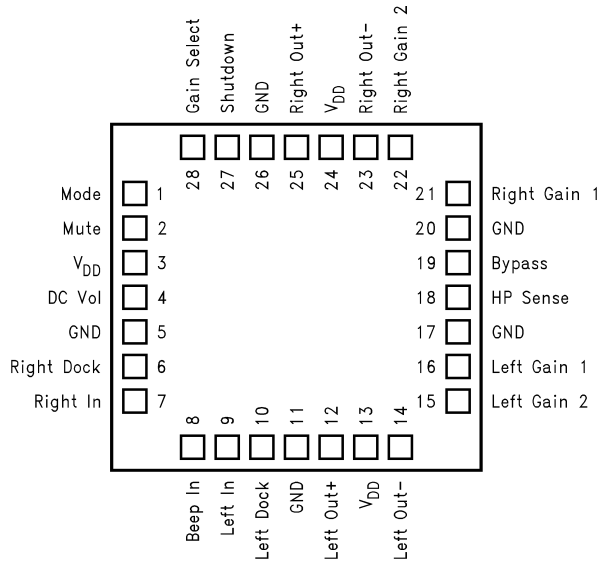 Gain Select
Shutdown
GND
Right Out+
VDD
Right Out-
Right Gain 2
28
27
26
25
24
23
22
Mode 1
Mute 2
VDD 3
DC Vol 4
GND 5
Right Dock 6
Right In 7
21 Right Gain 1
20 GND
19 Bypass
18 HP Sense
17 GND
16 Left Gain 1
15 Left Gain 2
8
9
10
11
12
13
14
Beep In
Left In
Left Dock
GND
Left Out+
VDD
Left Out-